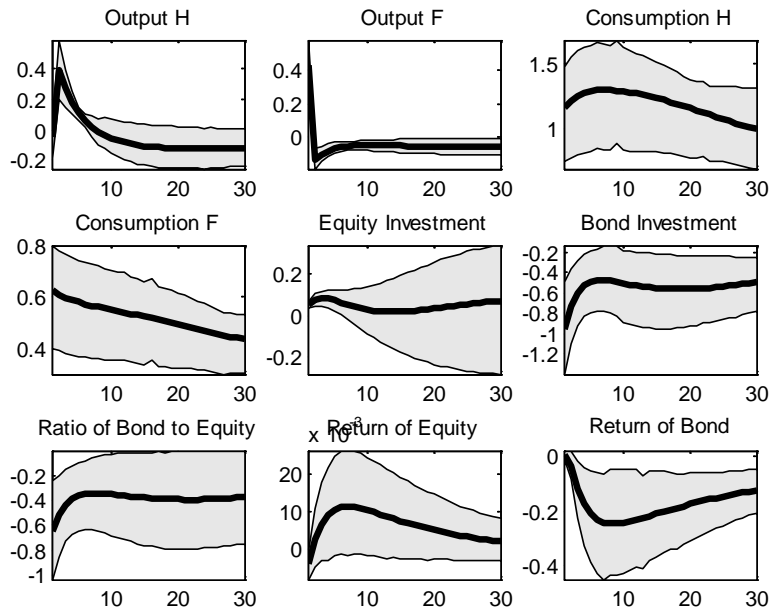 Output H
0.4
0.2
0
-0.2
10 20 30
Output F
0.4
0.2
0
10 20 30
Consumption H
1.5
1
10 20 30
Consumption F
0.8
0.6
0.4
10 20 30
Equity Investment
0.2
0
-0.2
10 20 30
Bond Investment
-0.2
-0.4
-0.6
-0.8
-1
-1.2
10 20 30
Ratio of Bond to Equity
-0.2
-0.4
-0.6
-0.8
-1
10 20 30
Return of Equity
x 10-3
20
10
0
10 20 30
Return of Bond
0
-0.2
-0.4
10 20 30